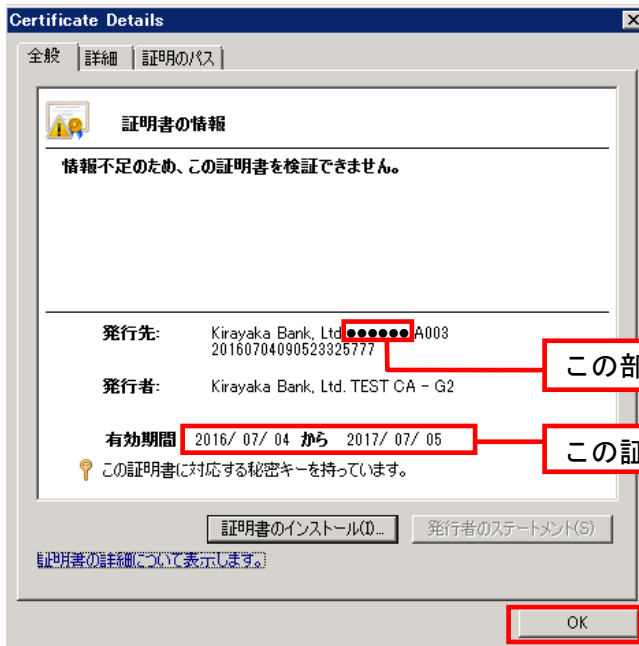 Certificate Details
全般 詳細 証明のパス
証明書の情報
情報不足のため、この証明書を検証できません。
発行先: Kirayaka Bank, Ltd ●●●●●● A003
20160704090523325777
この部
発行者: Kirayaka Bank, Ltd. TEST CA - G2
有効期間 2016/ 07/ 04 から 2017/ 07/ 05
この証
この証明書に対応する秘密キーを持っています。
証明書のインストール(I)... 発行者のステートメント(S)
証明書の詳細について表示します。
OK